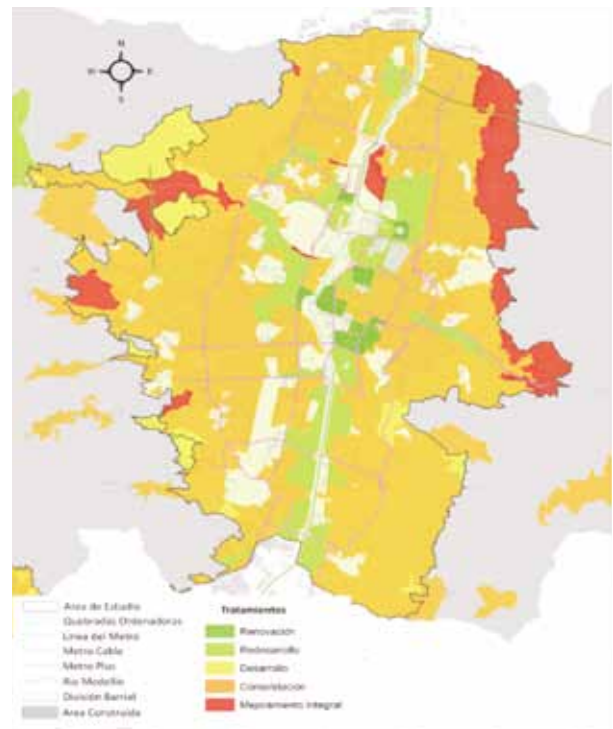 N
E
S
Area de Estudio
Quebradas Ordenadoras
Linea del Metro
Metro Cable
Metro Plus
Rio Medellin
División Barrial
Area Construida
Tratamientos
Renovación
Redesarrollo
Desarrollo
Consolidación
Mejoramiento Integral